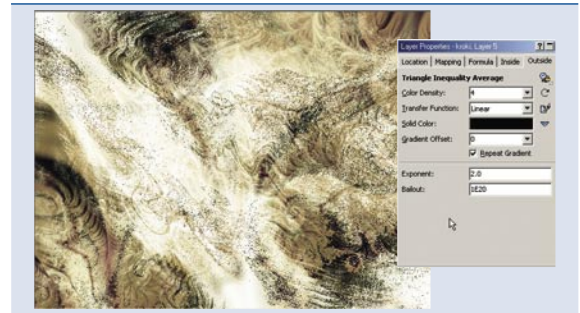 Layer Properties - kroki, Layer 5
Location Mapping Formula Inside Outside
Triangle Inequality Average
Color Density: 4
Transfer Function: Linear
Solid Color:
Gradient Offset: 0
Repeat Gradient
Exponent: 2.0
Bailout: 1E20